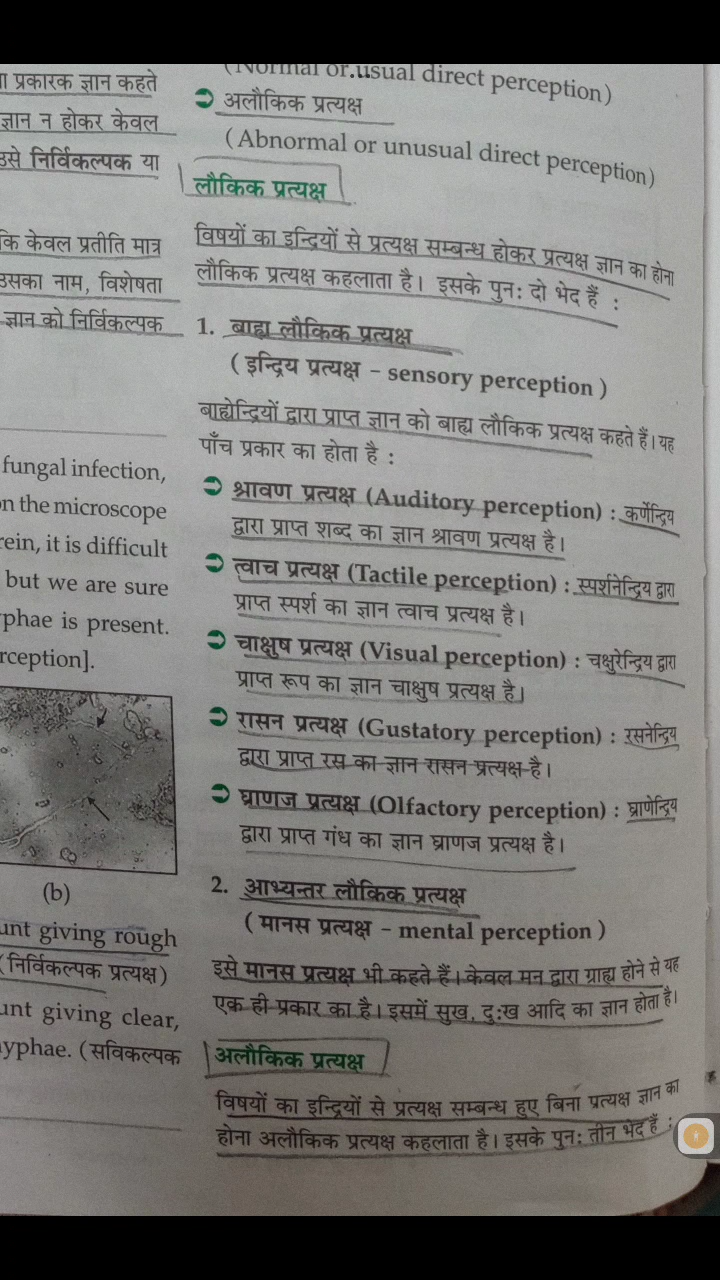 प्रकारक ज्ञान कहते
ज्ञान न होकर केवल
उसे निर्विकल्पक या
कि केवल प्रतीति मात्र
उसका नाम, विशेषता
ज्ञान को निर्विकल्पक
fungal infection,
on the microscope
it is difficult
but we are sure
is present.
(b)
giving rough
(निर्विकल्पक प्रत्यक्ष)
giving clear,
(सविकल्पक
(Normal or usual direct perception)
➲ अलौकिक प्रत्यक्ष
(Abnormal or unusual direct perception)
लौकिक प्रत्यक्ष
विषयों का इन्द्रियों से प्रत्यक्ष सम्बन्ध होकर प्रत्यक्ष ज्ञान का होना
लौकिक प्रत्यक्ष कहलाता है। इसके पुनः दो भेद हैं :
1. बाह्य लौकिक प्रत्यक्ष
(इन्द्रिय प्रत्यक्ष – sensory perception)
बाह्येन्द्रियों द्वारा प्राप्त ज्ञान को बाह्य लौकिक प्रत्यक्ष कहते हैं। यह
पाँच प्रकार का होता है :
➲ श्रावण प्रत्यक्ष (Auditory perception) : कर्णेन्द्रिय
द्वारा प्राप्त शब्द का ज्ञान श्रावण प्रत्यक्ष है।
➲ त्वाच प्रत्यक्ष (Tactile perception) : स्पर्शनेन्द्रिय द्वारा
प्राप्त स्पर्श का ज्ञान त्वाच प्रत्यक्ष है।
➲ चाक्षुष प्रत्यक्ष (Visual perception) : चक्षुरेन्द्रिय द्वारा
प्राप्त रूप का ज्ञान चाक्षुष प्रत्यक्ष है।
➲ रासन प्रत्यक्ष (Gustatory perception) : रसनेन्द्रिय
द्वारा प्राप्त रस का ज्ञान रासन प्रत्यक्ष है।
➲ घ्राणज प्रत्यक्ष (Olfactory perception) : घ्राणेन्द्रिय
द्वारा प्राप्त गंध का ज्ञान घ्राणज प्रत्यक्ष है।
2. आभ्यन्तर लौकिक प्रत्यक्ष
(मानस प्रत्यक्ष – mental perception)
इसे मानस प्रत्यक्ष भी कहते हैं। केवल मन द्वारा ग्राह्य होने से यह
एक ही प्रकार का है। इसमें सुख, दुःख आदि का ज्ञान होता है।
अलौकिक प्रत्यक्ष
विषयों का इन्द्रियों से प्रत्यक्ष सम्बन्ध हुए बिना प्रत्यक्ष ज्ञान का
होना अलौकिक प्रत्यक्ष कहलाता है। इसके पुनः तीन भेद हैं :